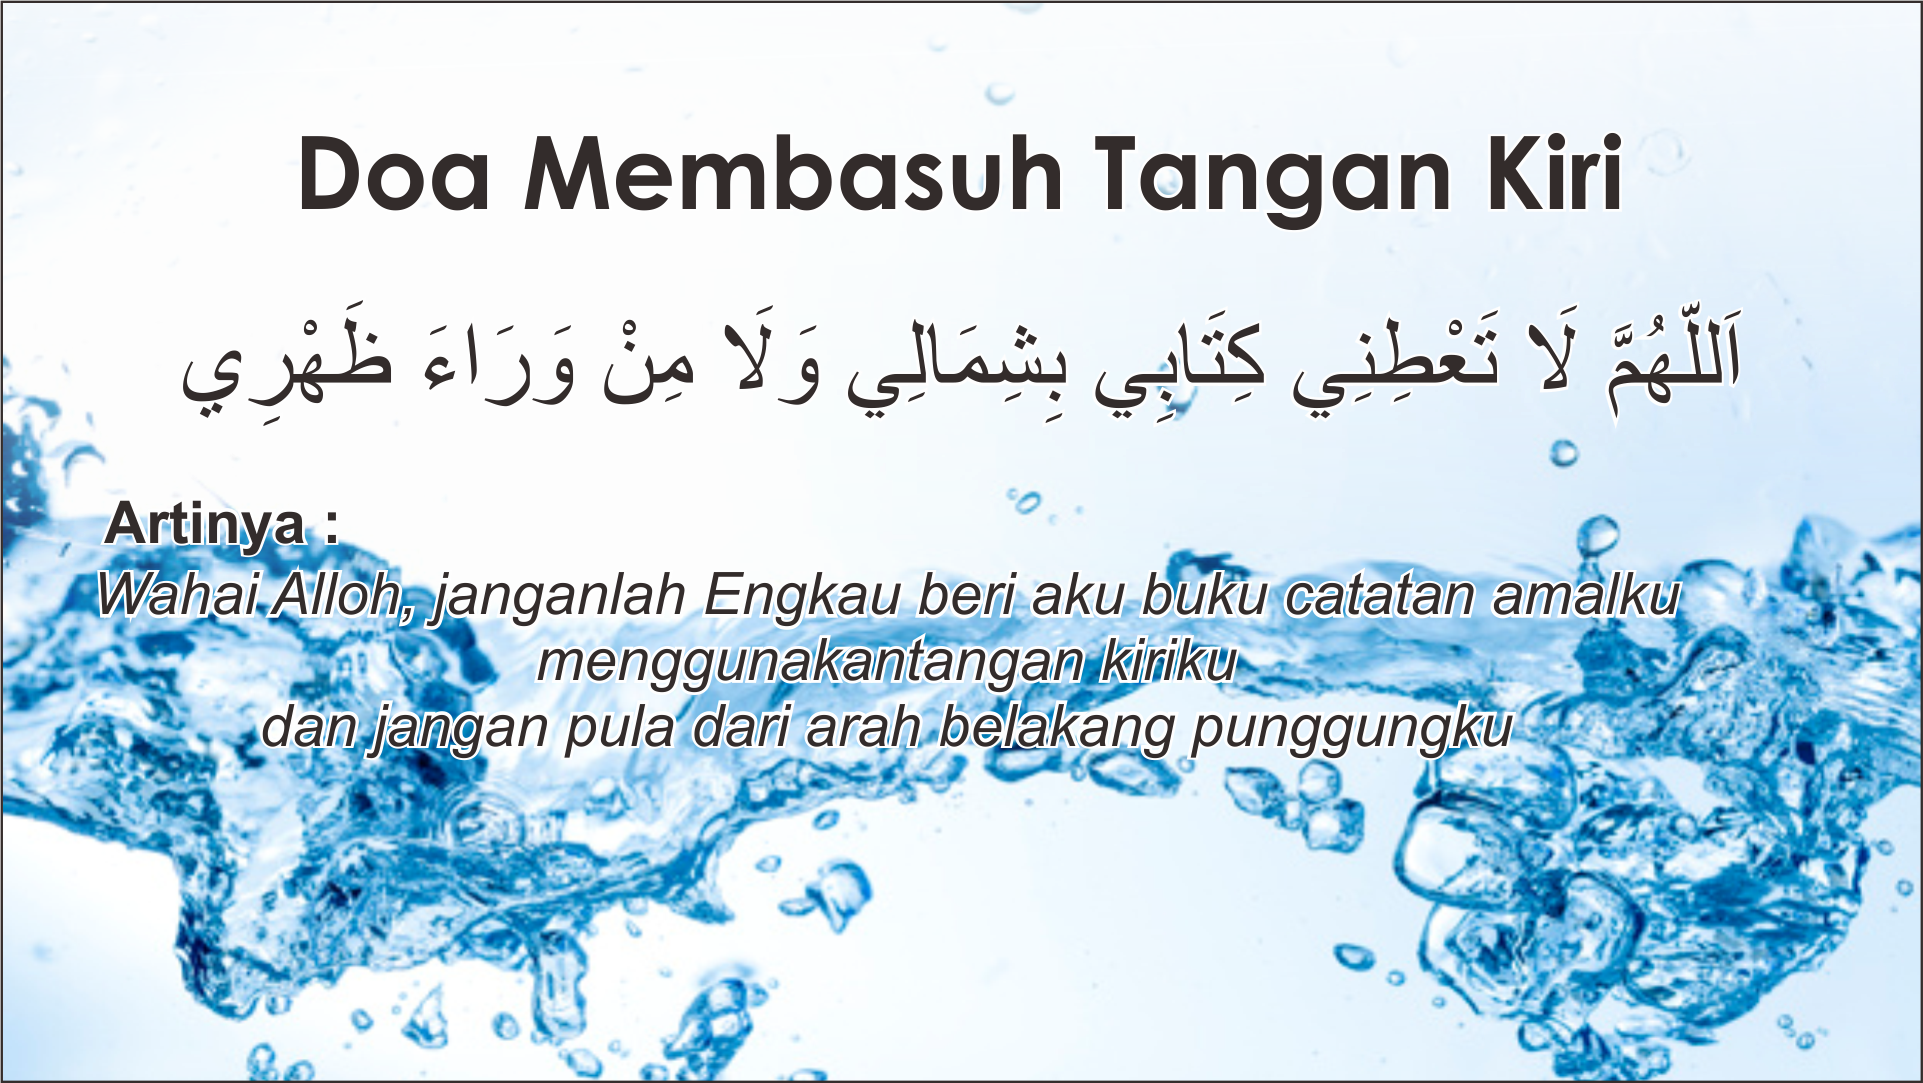 Doa Membasuh Tangan Kiri
اَللّٰهُمَّ لَا تَعْطِنِي كِتَابِي بِشِمَالِي وَلَا مِنْ وَرَاءَ ظَهْرِي
Artinya :
Wahai Alloh, janganlah Engkau beri aku buku catatan amalku
menggunakantangan kiriku
dan jangan pula dari arah belakang punggungku